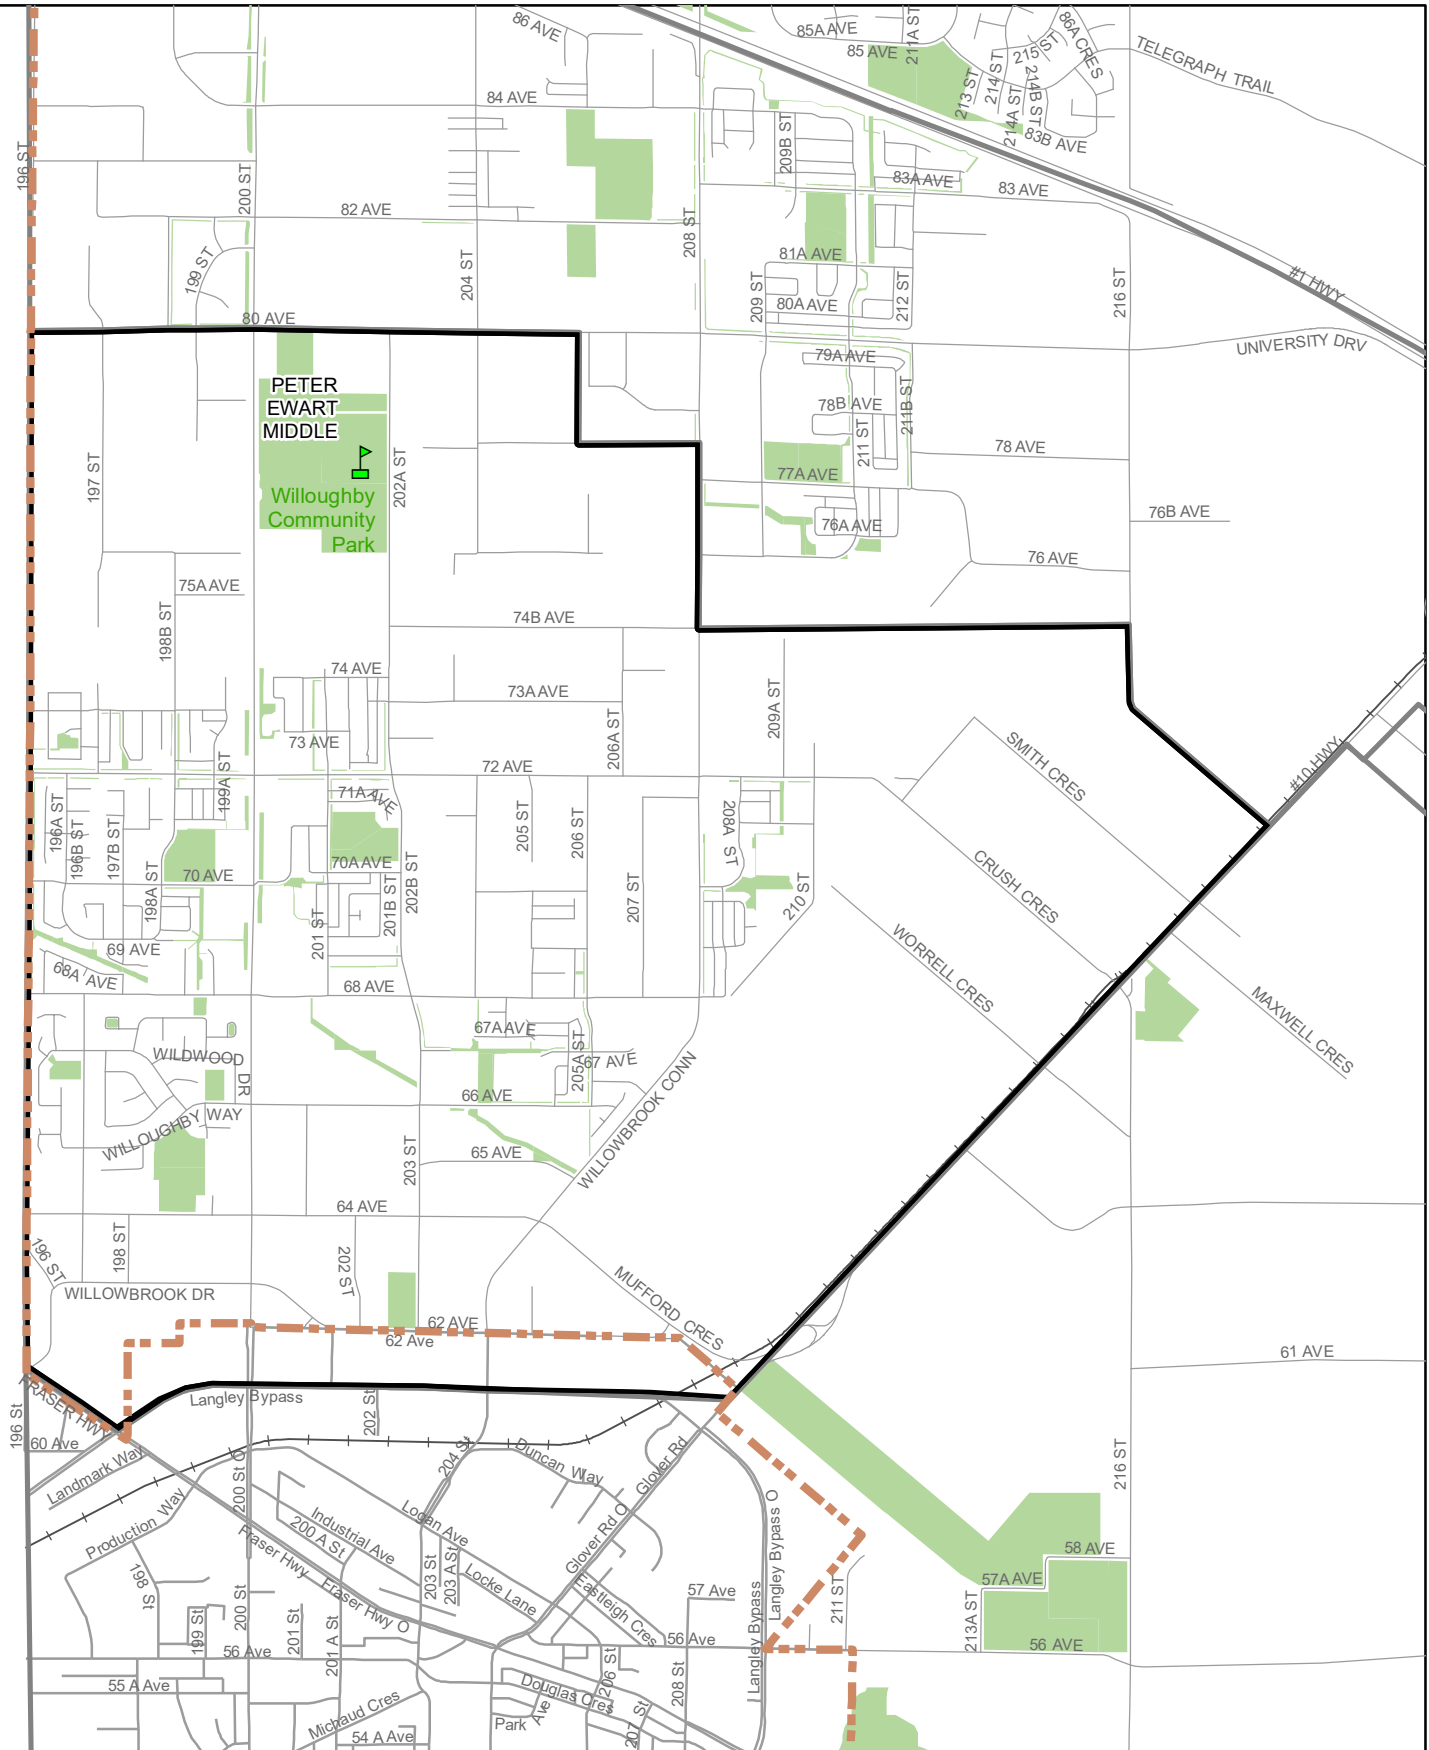 86 AVE
85A AVE
211A ST
86A CRES
85 AVE
215 ST
TELEGRAPH TRAIL
213 ST
214 ST
214B ST
214A ST
84 AVE
83B AVE
209B ST
196 ST
200 ST
83A AVE
83 AVE
82 AVE
208 ST
199 ST
204 ST
81A AVE
209 ST
212 ST
216 ST
#1 HWY
80A AVE
80 AVE
UNIVERSITY DRV
79A AVE
PETER
EWART
MIDDLE
78B AVE
211B ST
211 ST
78 AVE
197 ST
202A ST
77A AVE
Willoughby
Community
Park
76A AVE
76B AVE
76 AVE
75A AVE
198B ST
74B AVE
74 AVE
73A AVE
206A ST
209A ST
73 AVE
SMITH CRES
#10 HWY
72 AVE
199A ST
71A AVE
196A ST
196B ST
197B ST
205 ST
206 ST
208A ST
70A AVE
70 AVE
198A ST
202B ST
201B ST
201 ST
207 ST
210 ST
CRUSH CRES
WORRELL CRES
69 AVE
68A AVE
68 AVE
MAXWELL CRES
67A AVE
WILDWOOD
DR
205A ST
67 AVE
66 AVE
WILLOUGHBY WAY
WILLOWBROOK CONN
203 ST
65 AVE
64 AVE
196 ST
198 ST
202 ST
WILLOWBROOK DR
MUFFORD CRES
62 AVE
62 Ave
61 AVE
FRASER HWY
Langley Bypass
202 St
196 St
60 Ave
Landmark Way
200 St O
204 St
Duncan Way
Glover Rd
216 ST
Production Way
Industrial Ave
200 A St
Logan Ave
Fraser Hwy
Glover Rd O
Langley Bypass O
58 AVE
198 St
203 St
203 A St
Locke Lane
Eastleigh Cres
57 Ave
57A AVE
Fraser Hwy O
200 St
199 St
201 St
201 A St
56 Ave
56 Ave
Langley Bypass
211 ST
213A ST
56 AVE
55 A Ave
206 St
208 St
Douglas Cres
Michaud Cres
Park Ave
207 St
54 A Ave